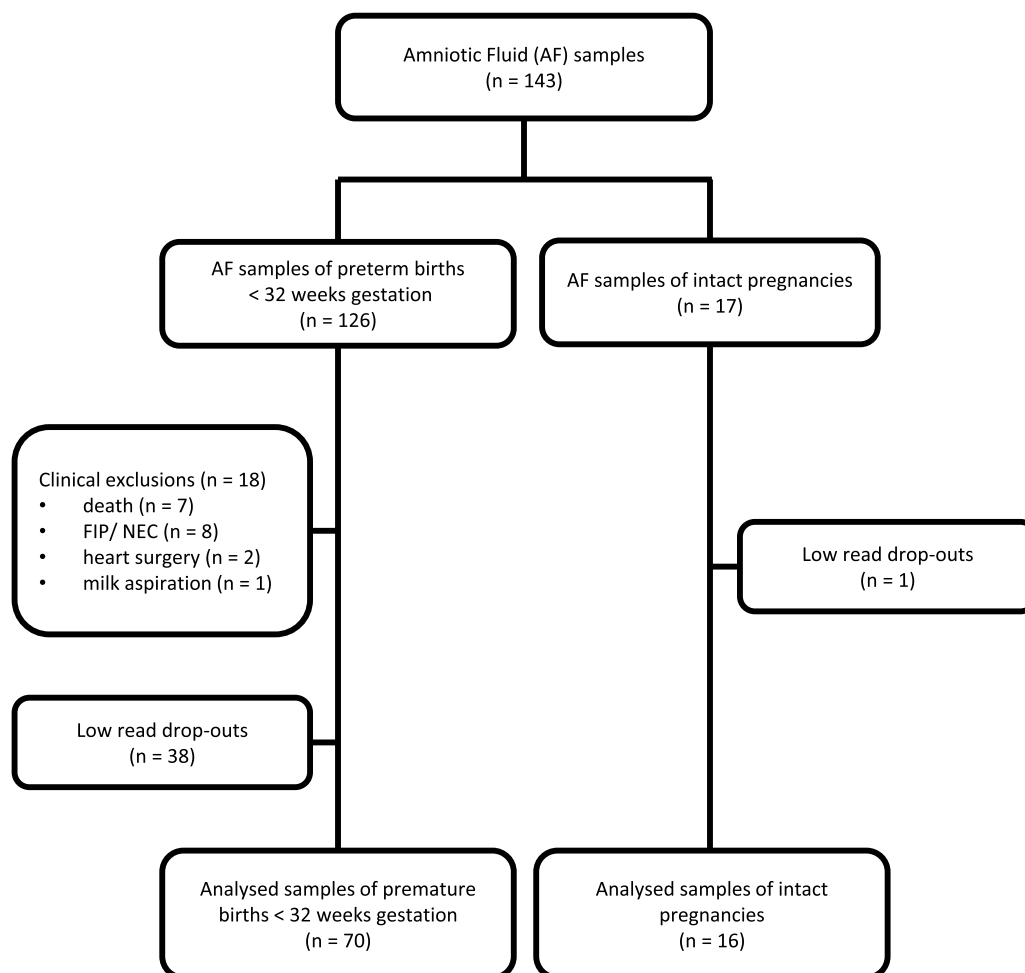 Amniotic Fluid (AF) samples
(n = 143)
AF samples of preterm births
< 32 weeks gestation
(n = 126)
AF samples of intact pregnancies
(n = 17)
Clinical exclusions (n = 18)
• death (n = 7)
• FIP/ NEC (n = 8)
• heart surgery (n = 2)
• milk aspiration (n = 1)
Low read drop-outs
(n = 1)
Low read drop-outs
(n = 38)
Analysed samples of premature
births < 32 weeks gestation
(n = 70)
Analysed samples of intact
pregnancies
(n = 16)